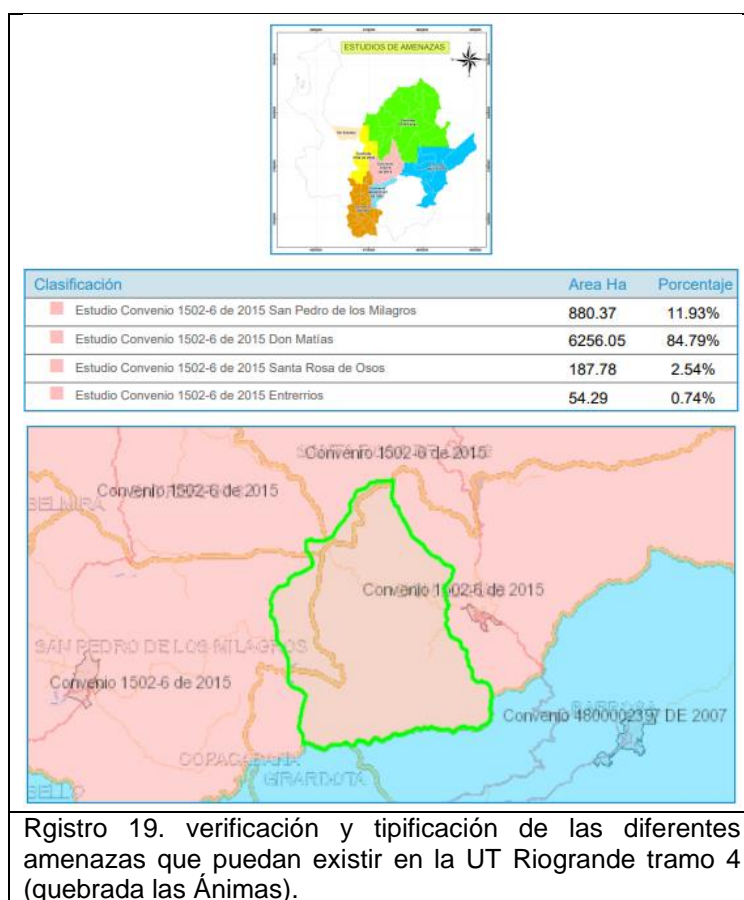 ESTUDIOS DE AMENAZAS
Clasificación Area Ha Porcentaje
Estudio Convenio 1502-6 de 2015 San Pedro de los Milagros 880.37 11.93%
Estudio Convenio 1502-6 de 2015 Don Matías 6256.05 84.79%
Estudio Convenio 1502-6 de 2015 Santa Rosa de Osos 187.78 2.54%
Estudio Convenio 1502-6 de 2015 Entrerrios 54.29 0.74%
Convenio 1502-6 de 2015
Convenio 1502-6 de 2015
BELMIRA
Convenio 1502-6 de 2015
SAN PEDRO DE LOS MILAGROS
Convenio 1502-6 de 2015
BARBOSA
Convenio 4800002397 DE 2007
COPACABANA
GIRARDOTA
BELLO
Rgistro 19. verificación y tipificación de las diferentes
amenazas que puedan existir en la UT Riogrande tramo 4
(quebrada las Ánimas).